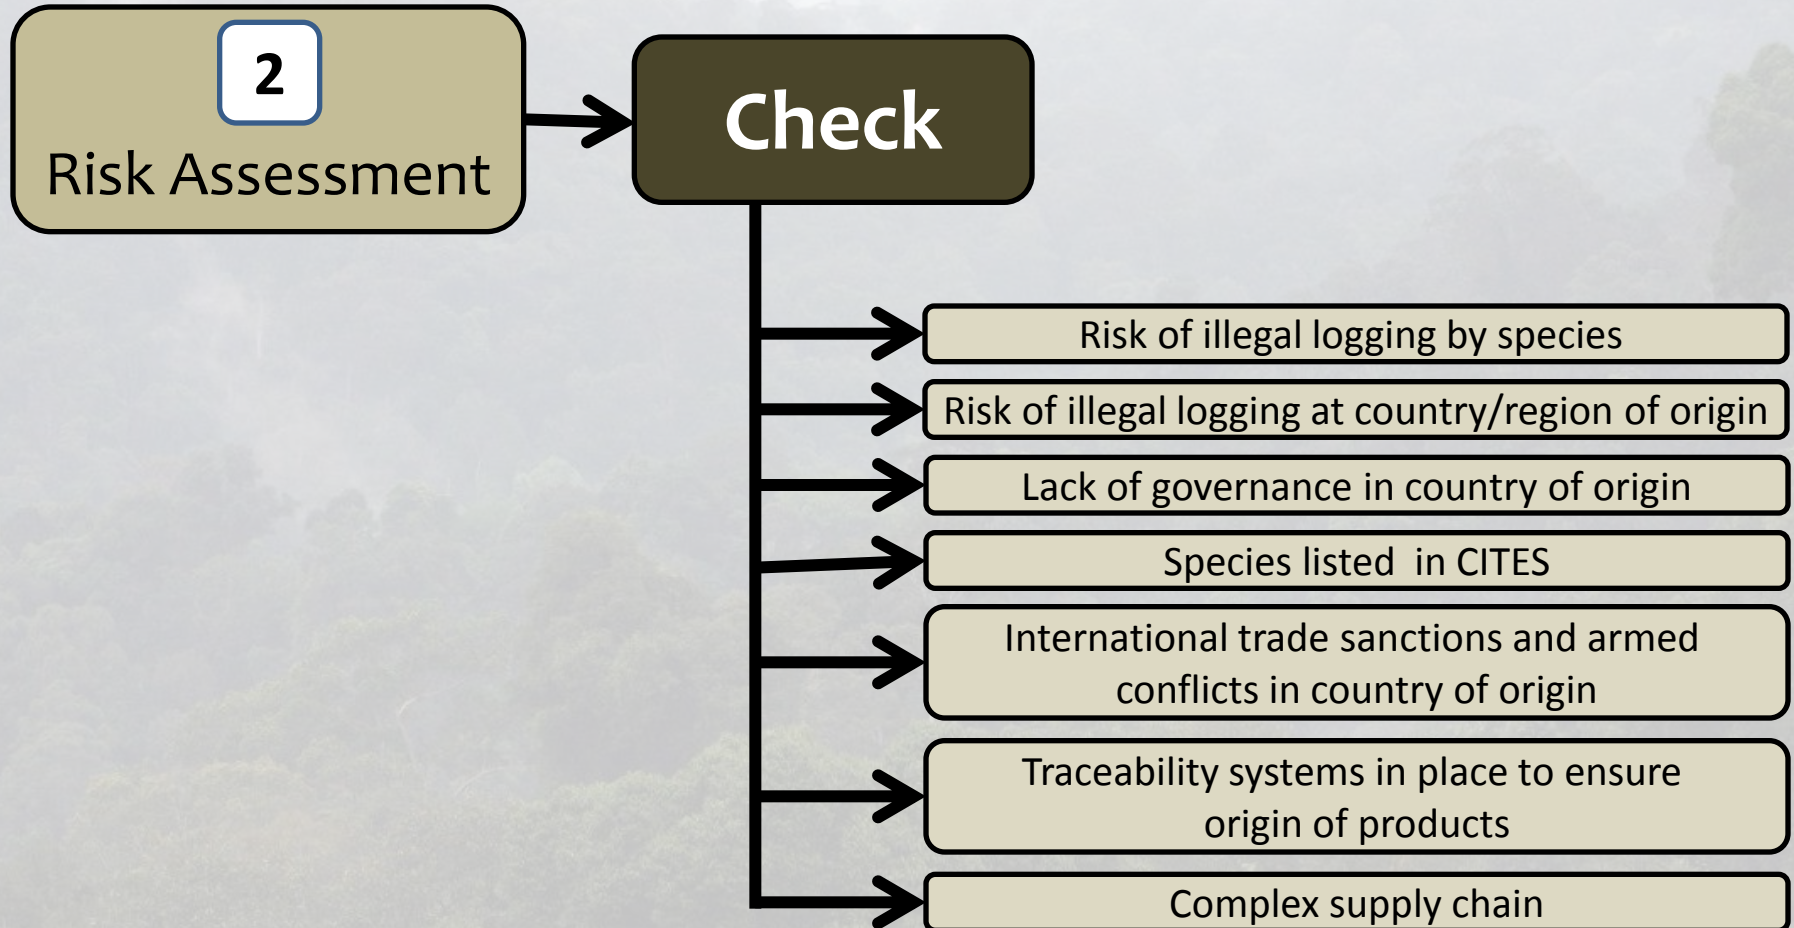 2
Risk Assessment
Check
Risk of illegal logging by species
Risk of illegal logging at country/region of origin
Lack of governance in country of origin
Species listed  in CITES
International trade sanctions and armed
conflicts in country of origin
Traceability systems in place to ensure
origin of products
Complex supply chain